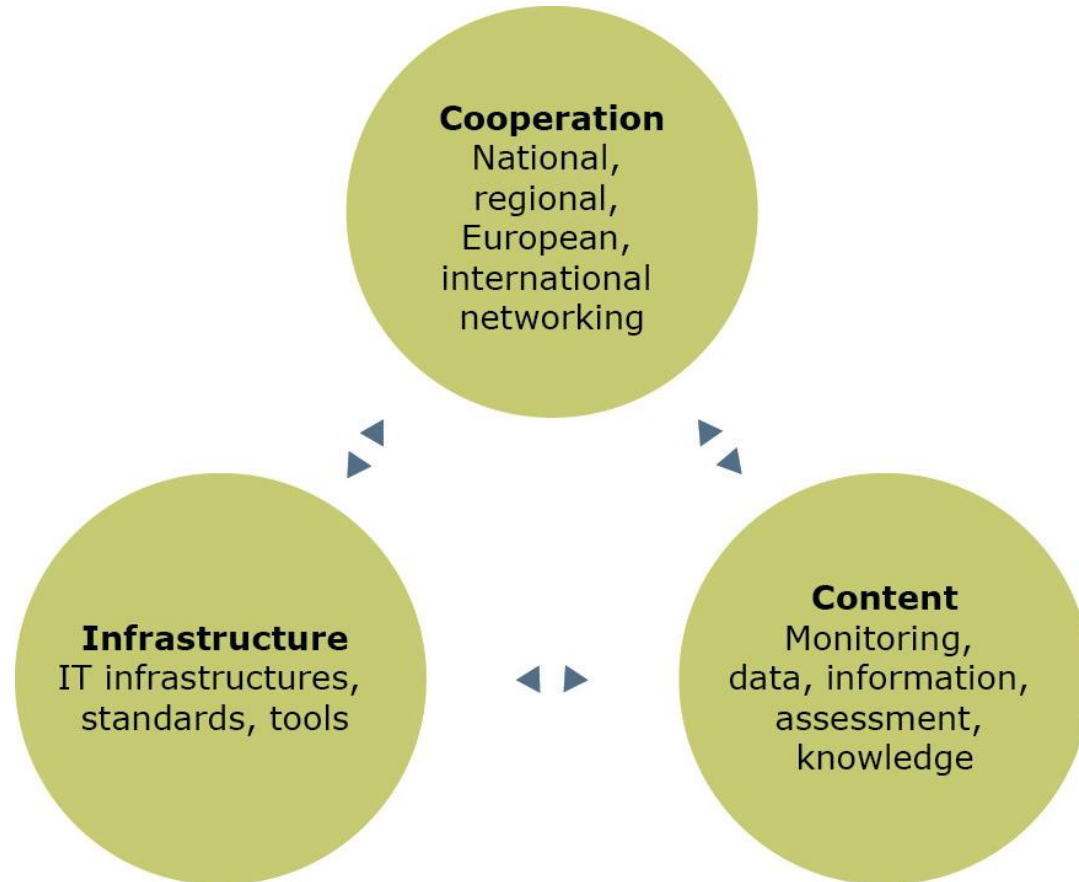 Cooperation
National,
regional,
European,
international
networking
Infrastructure
IT infrastructures,
standards, tools
Content
Monitoring,
data, information,
assessment,
knowledge